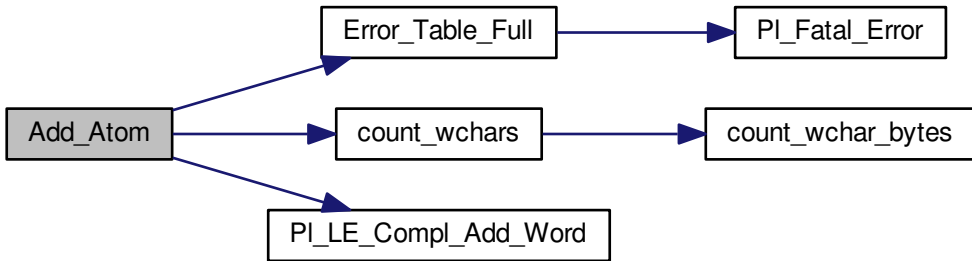 Error_Table_Full
Pl_Fatal_Error
Add_Atom
count_wchars
count_wchar_bytes
Pl_LE_Compl_Add_Word